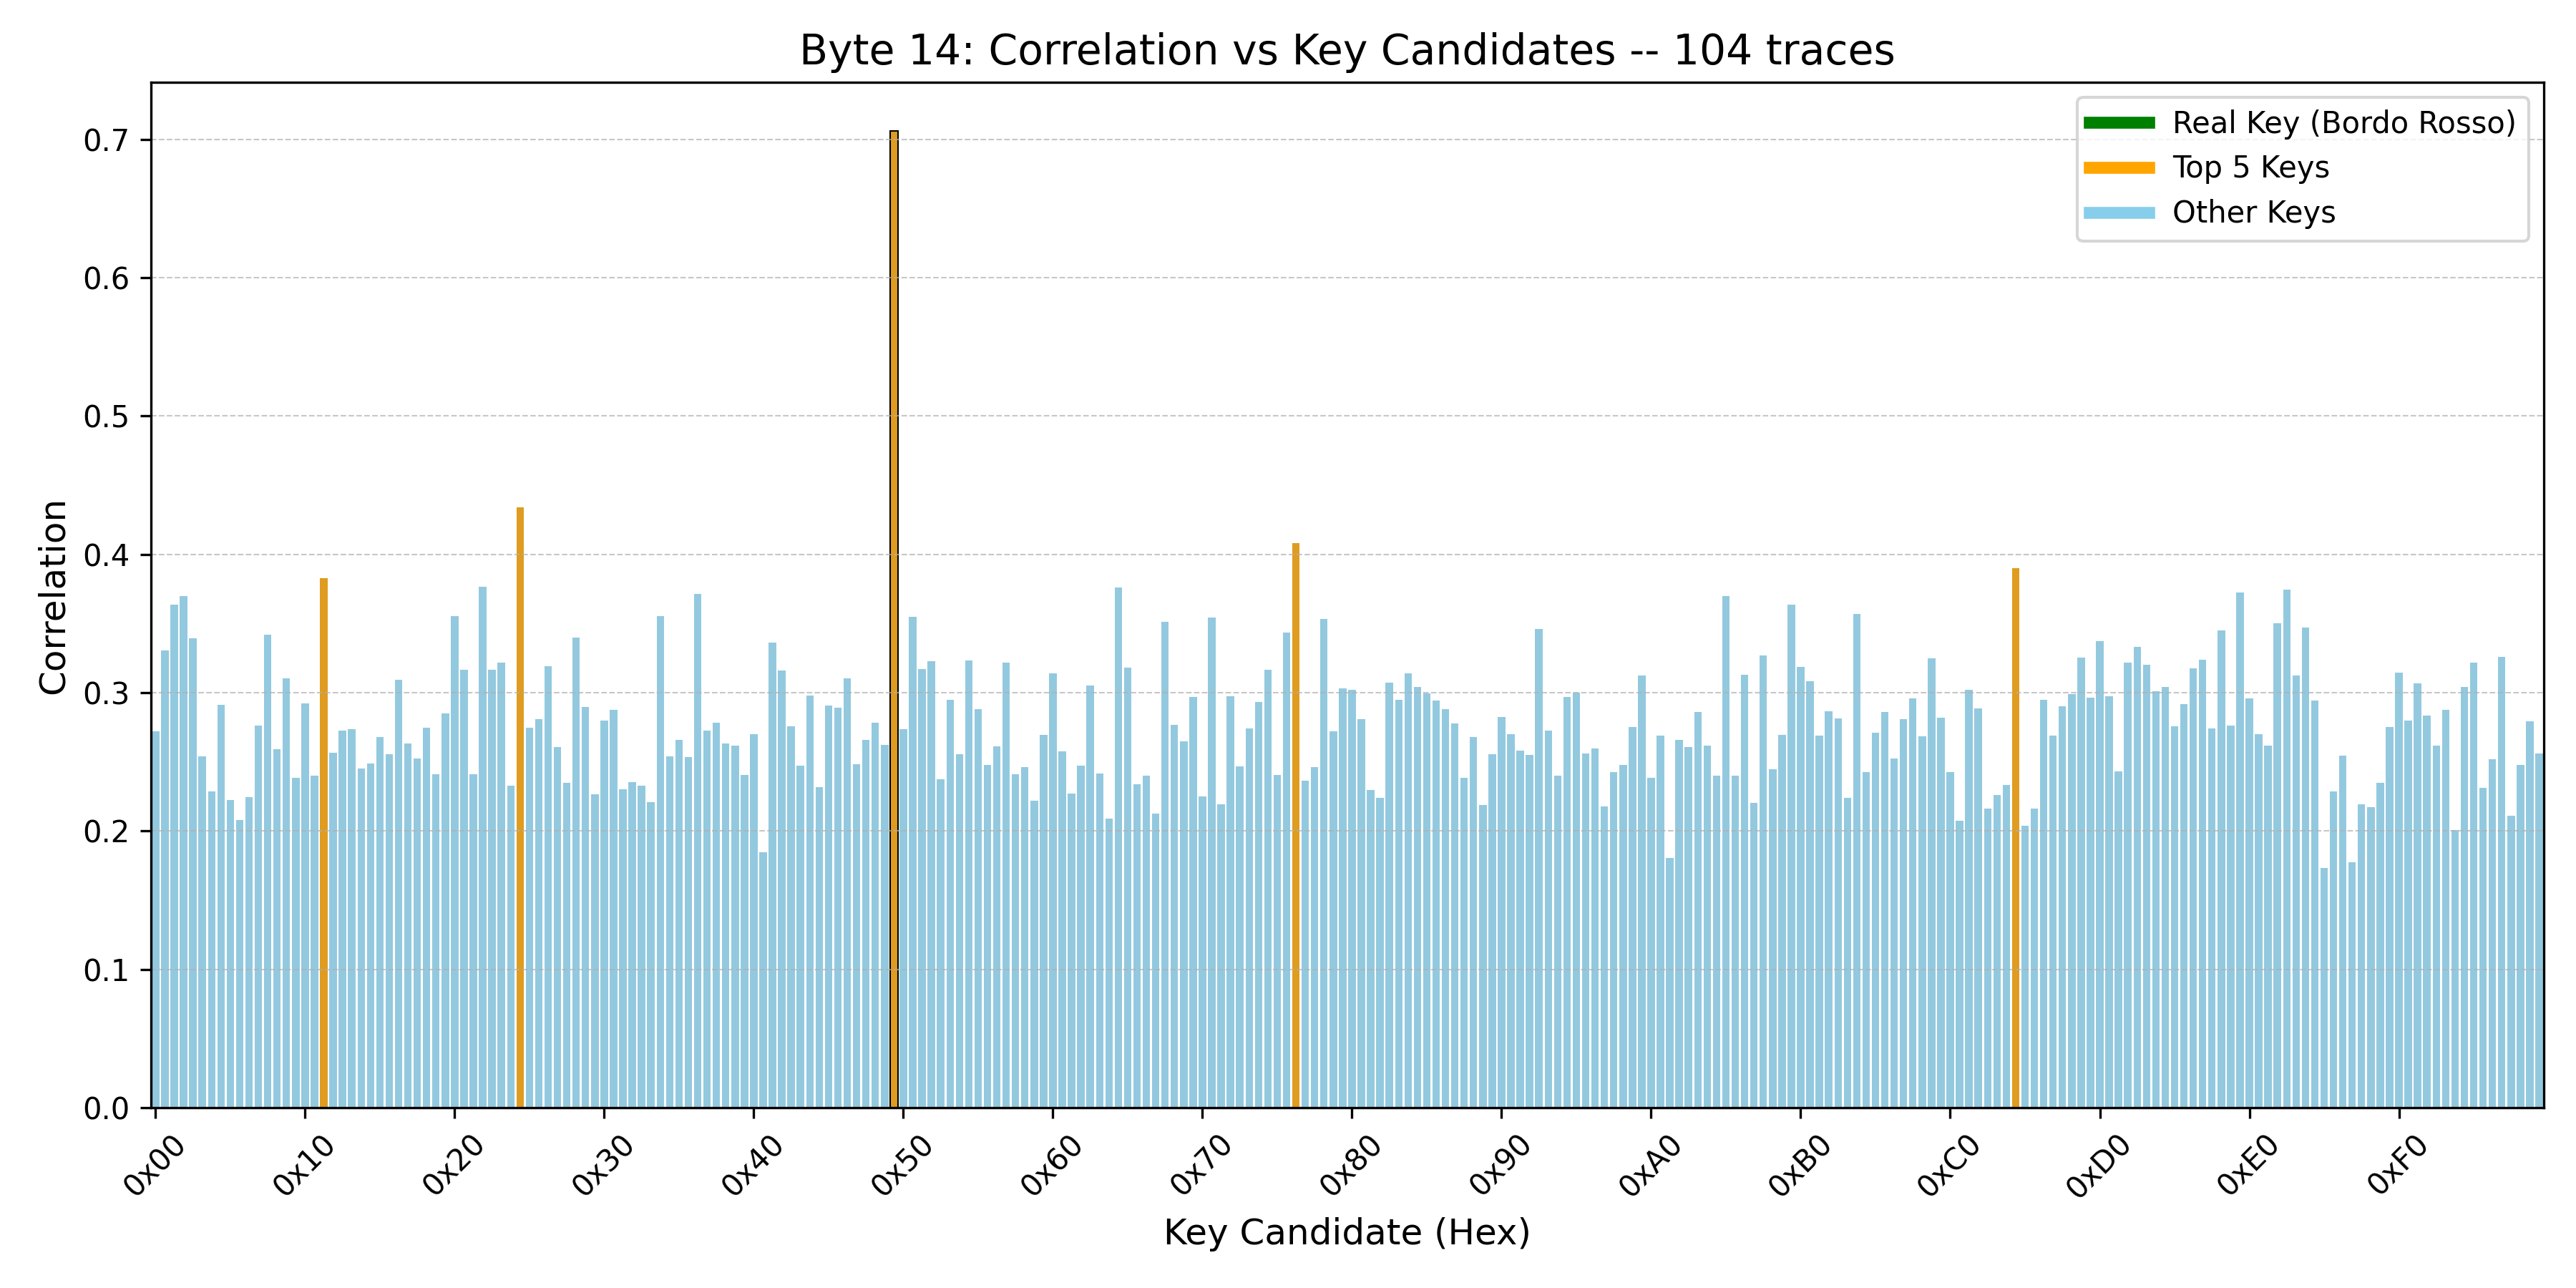 Byte 14: Correlation vs Key Candidates -- 104 traces
Real Key (Bordo Rosso)
Top 5 Keys
Other Keys
Correlation
0.7
0.6
0.5
0.4
0.3
0.2
0.1
0.0
0x00
0x10
0x20
0x30
0x40
0x50
0x60
0x70
0x80
0x90
0xA0
0xB0
0xC0
0xD0
0xE0
0xF0
Key Candidate (Hex)